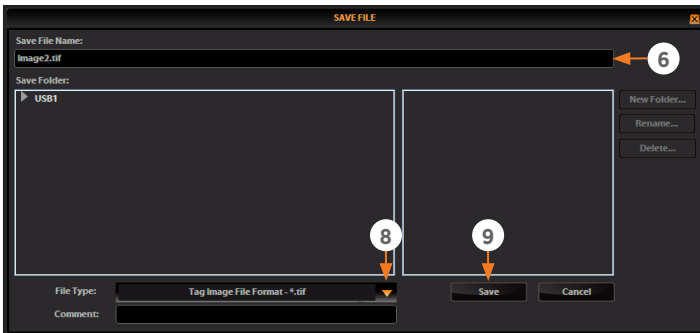 SAVE FILE
Save File Name:
Image2.tif
6
Save Folder:
USB1
New Folder...
Rename...
Delete...
8
9
File Type:
Tag Image File Format - *.tif
Save
Cancel
Comment: